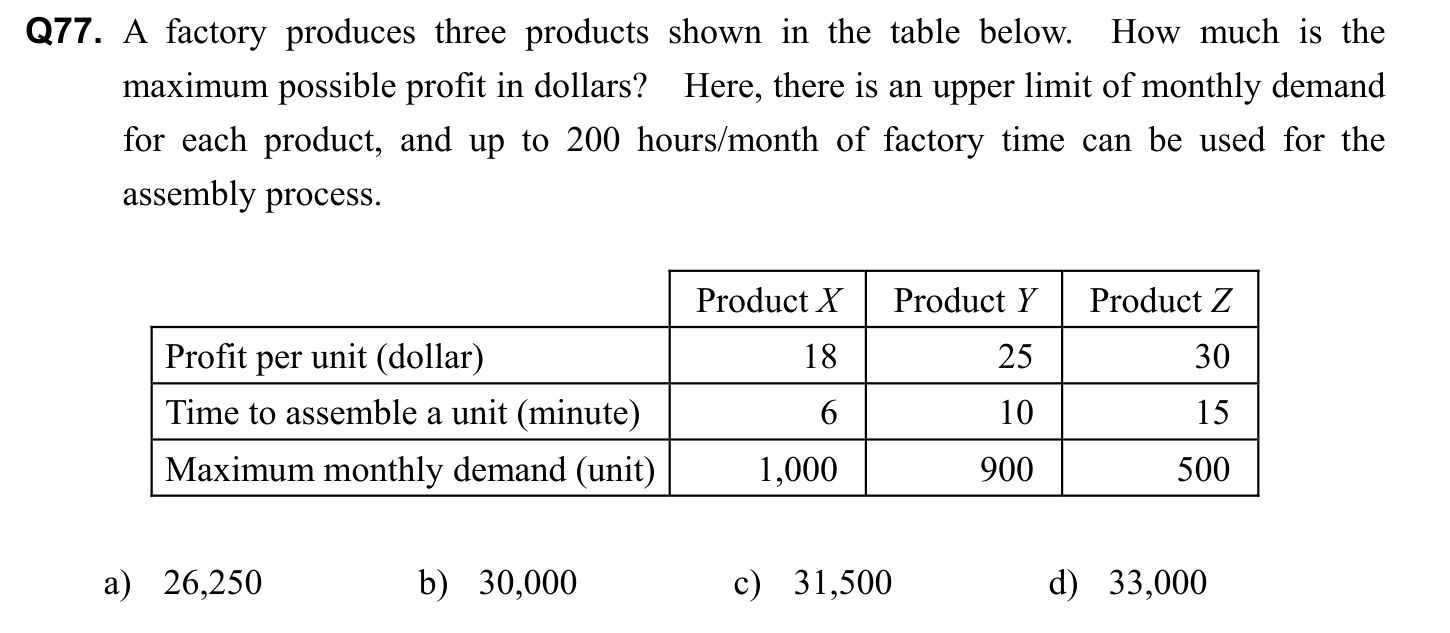 Q77. A factory produces three products shown in the table below. How much is the
maximum possible profit in dollars? Here, there is an upper limit of monthly demand
for each product, and up to 200 hours/month of factory time can be used for the
assembly process.
Product X Product Y Product Z
Profit per unit (dollar) 18 25 30
Time to assemble a unit (minute) 6 10 15
Maximum monthly demand (unit) 1,000 900 500
a) 26,250 b) 30,000 c) 31,500 d) 33,000